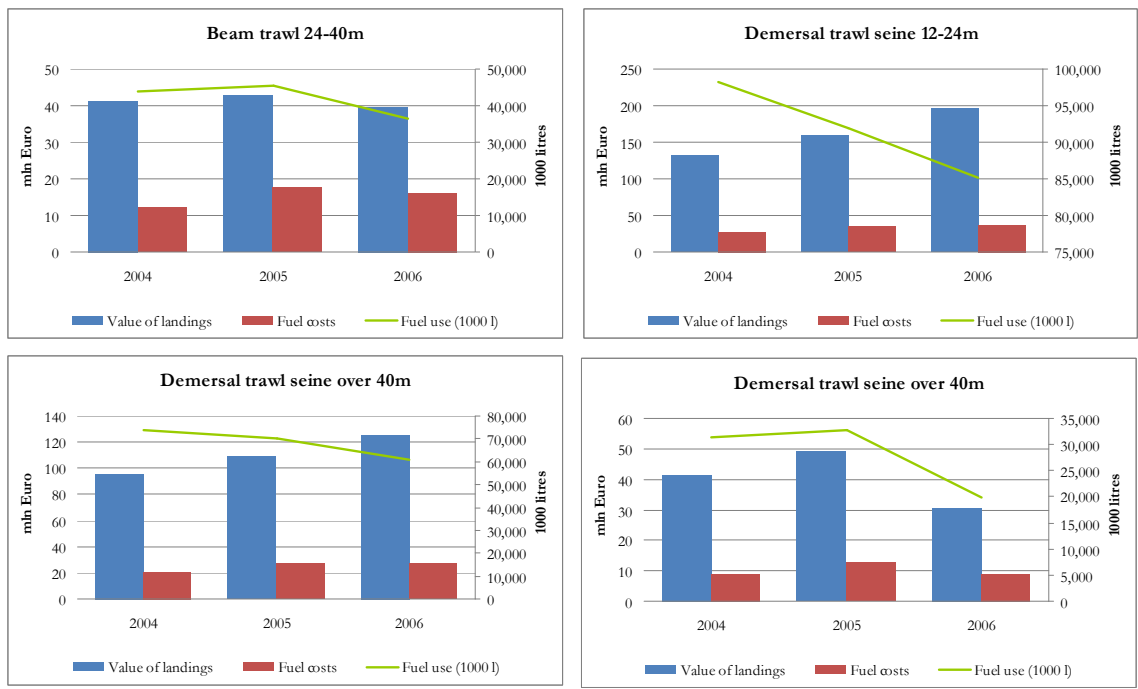 Beam trawl 24-40m
mln Euro
50
40
30
20
10
0
50,000
40,000
30,000
20,000
10,000
0
1000 litres
2004 2005 2006
Value of landings Fuel costs Fuel use (1000 l)
Demersal trawl seine 12-24m
mln Euro
250
200
150
100
50
0
100,000
95,000
90,000
85,000
80,000
75,000
1000 litres
2004 2005 2006
Value of landings Fuel costs Fuel use (1000 l)
Demersal trawl seine over 40m
mln Euro
140
120
100
80
60
40
20
0
80,000
70,000
60,000
50,000
40,000
30,000
20,000
10,000
0
1000 litres
2004 2005 2006
Value of landings Fuel costs Fuel use (1000 l)
Demersal trawl seine over 40m
mln Euro
60
50
40
30
20
10
0
35,000
30,000
25,000
20,000
15,000
10,000
5,000
0
1000 litres
2004 2005 2006
Value of landings Fuel costs Fuel use (1000 l)